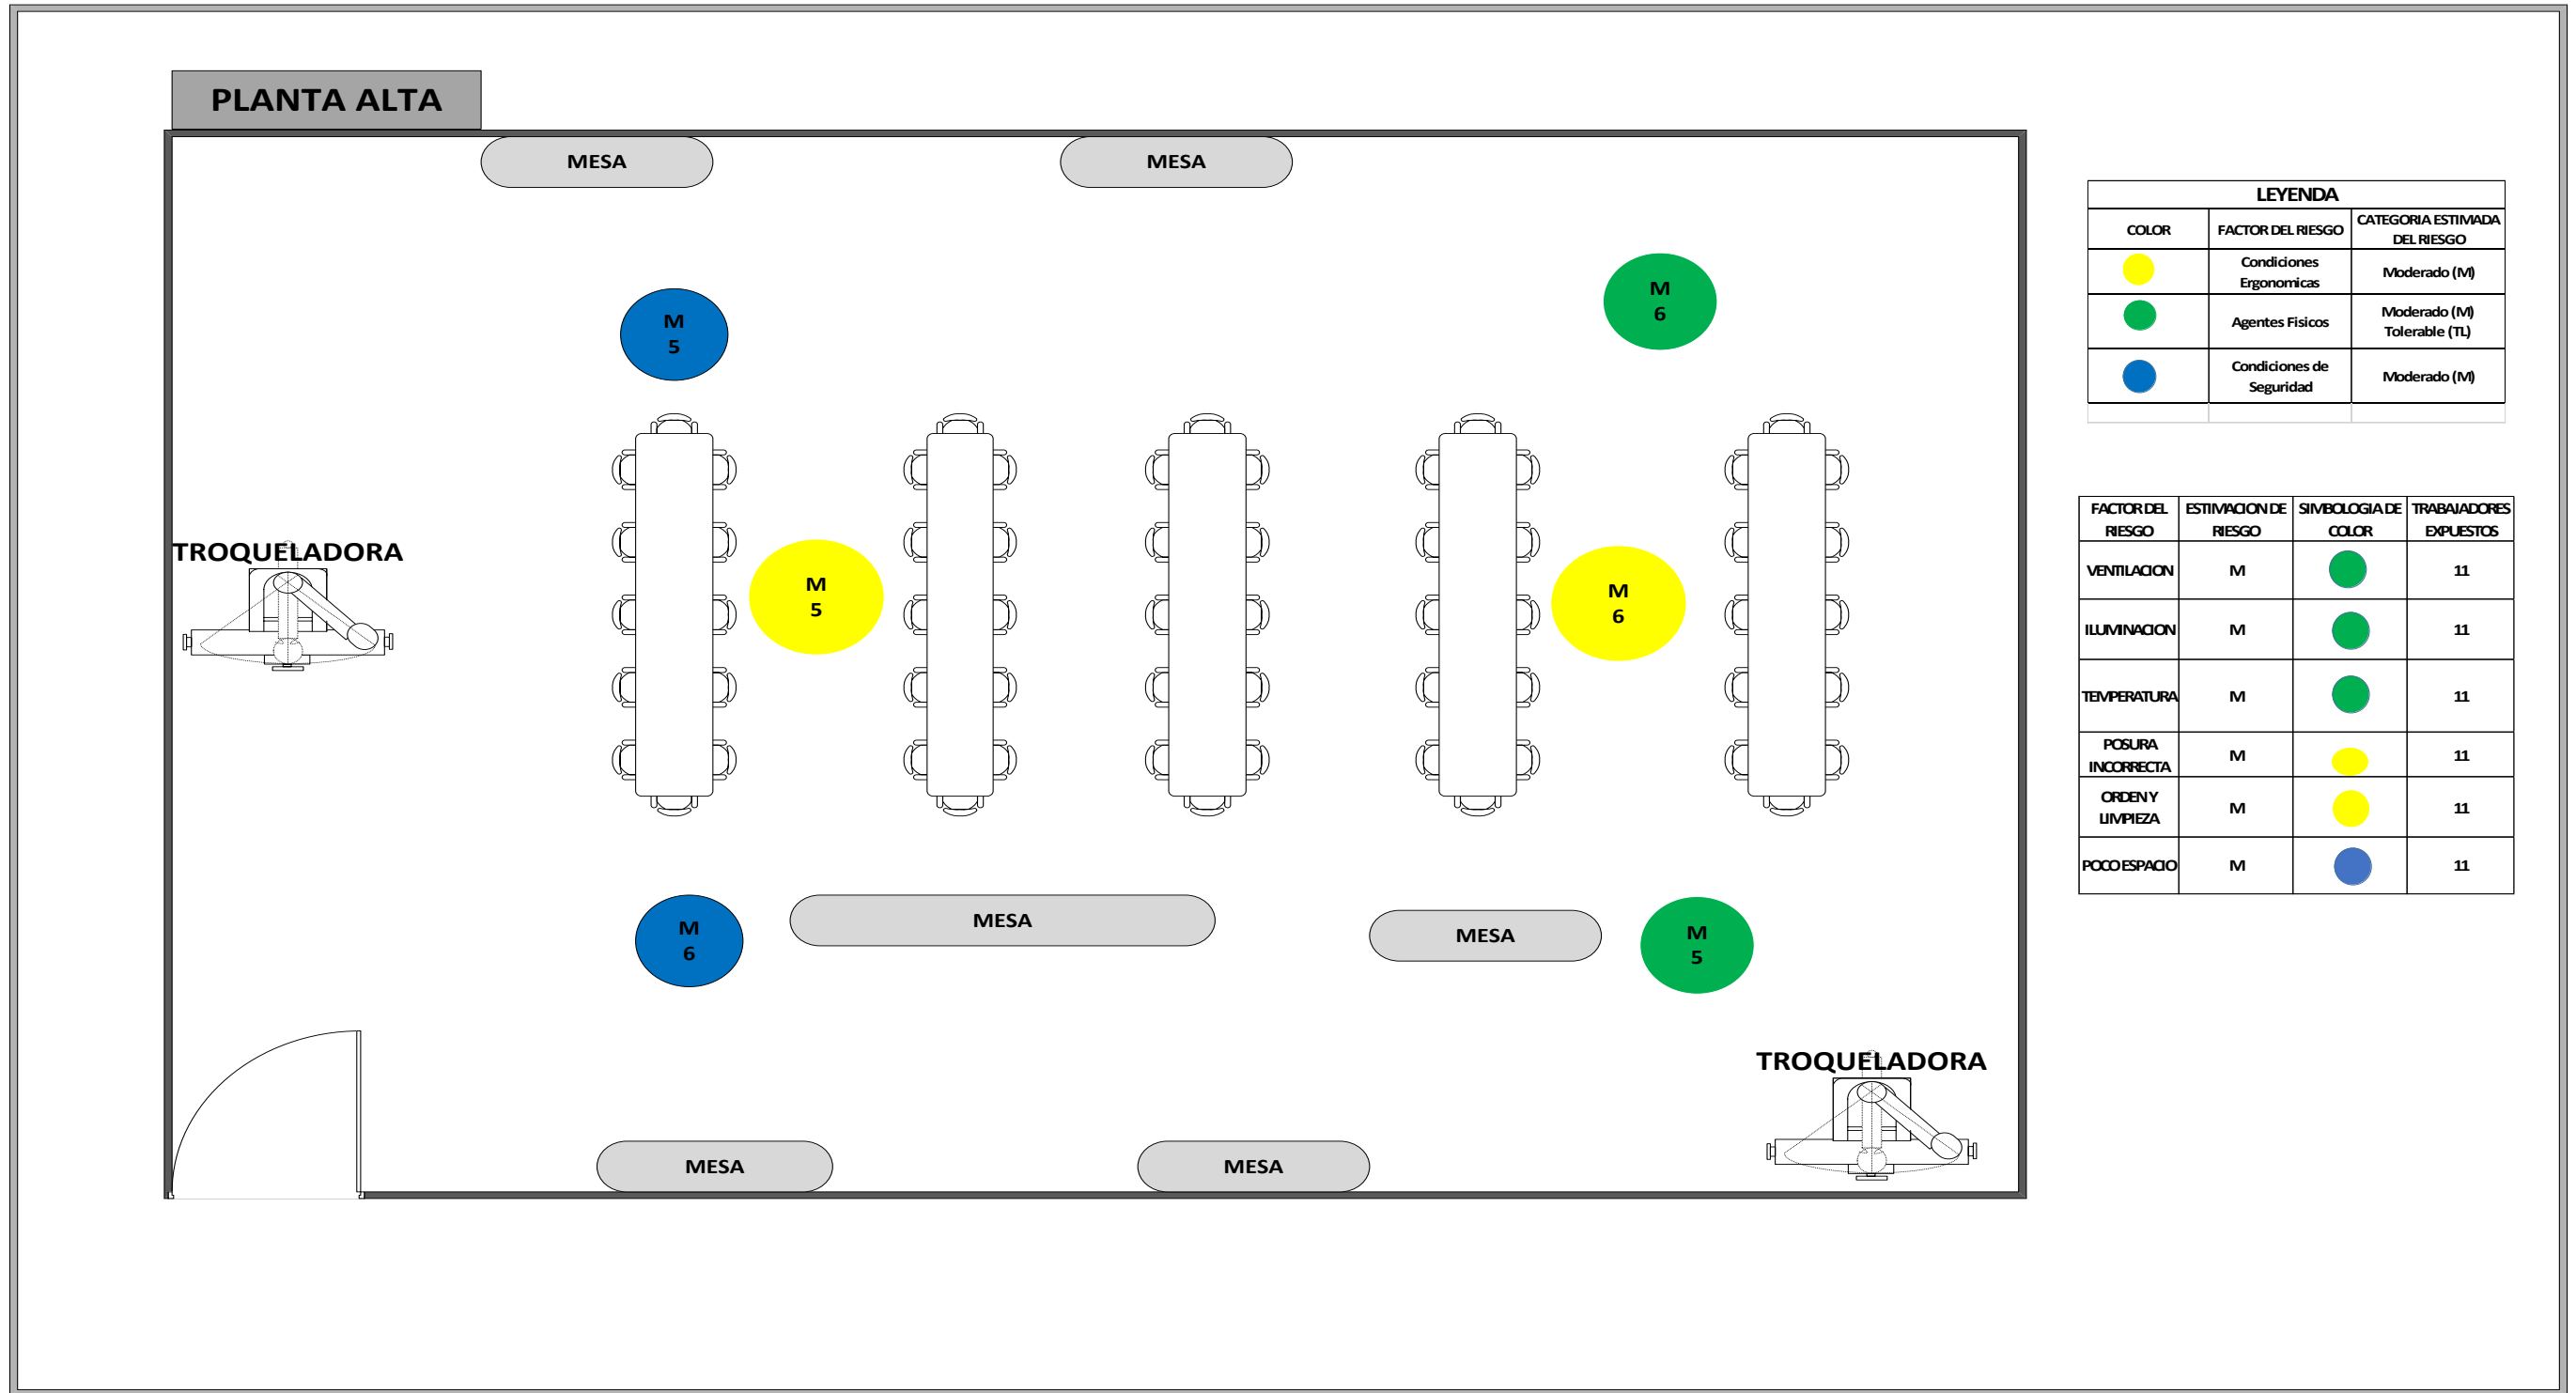 PLANTA ALTA
MESA
MESA
M
5
M
6
TROQUELADORA
M
5
M
6
M
6
MESA
MESA
M
5
TROQUELADORA
MESA
MESA
LEYENDA
COLOR
FACTOR DEL RIESGO
CATEGORIA ESTIMADA
DEL RIESGO
Condiciones
Ergonomicas
Moderado (M)
Agentes Fisicos
Moderado (M)
Tolerable (TL)
Condiciones de
Seguridad
Moderado (M)
FACTOR DEL
RIESGO
ESTIMACION DE
RIESGO
SIMBOLOGIA DE
COLOR
TRABAJADORES
EXPUESTOS
VENTILACION
M
11
ILUMINACION
M
11
TEMPERATURA
M
11
POSURA
INCORRECTA
M
11
ORDEN Y
LIMPIEZA
M
11
POCO ESPACIO
M
11